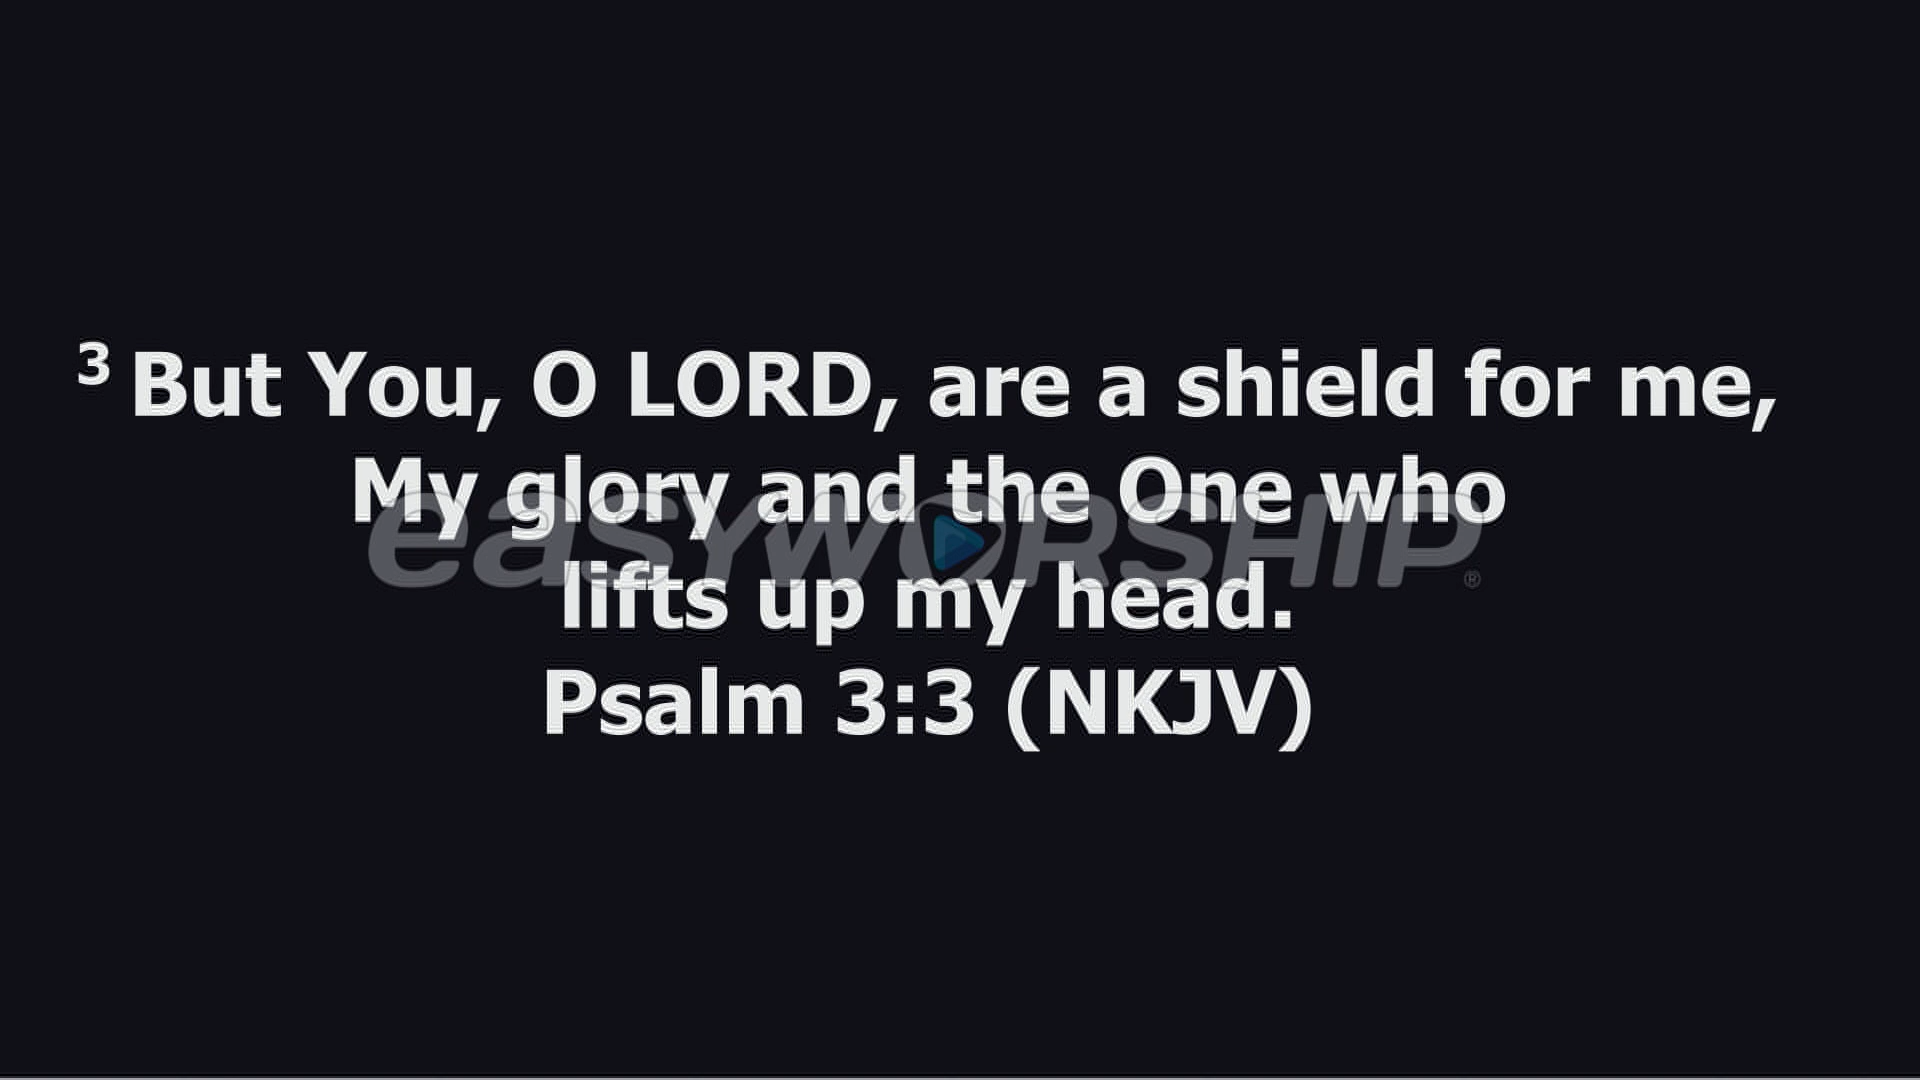 3 But You, O LORD, are a shield for me,
My glory and the One who
easyWORSHIP®
lifts up my head.
Psalm 3:3 (NKJV)